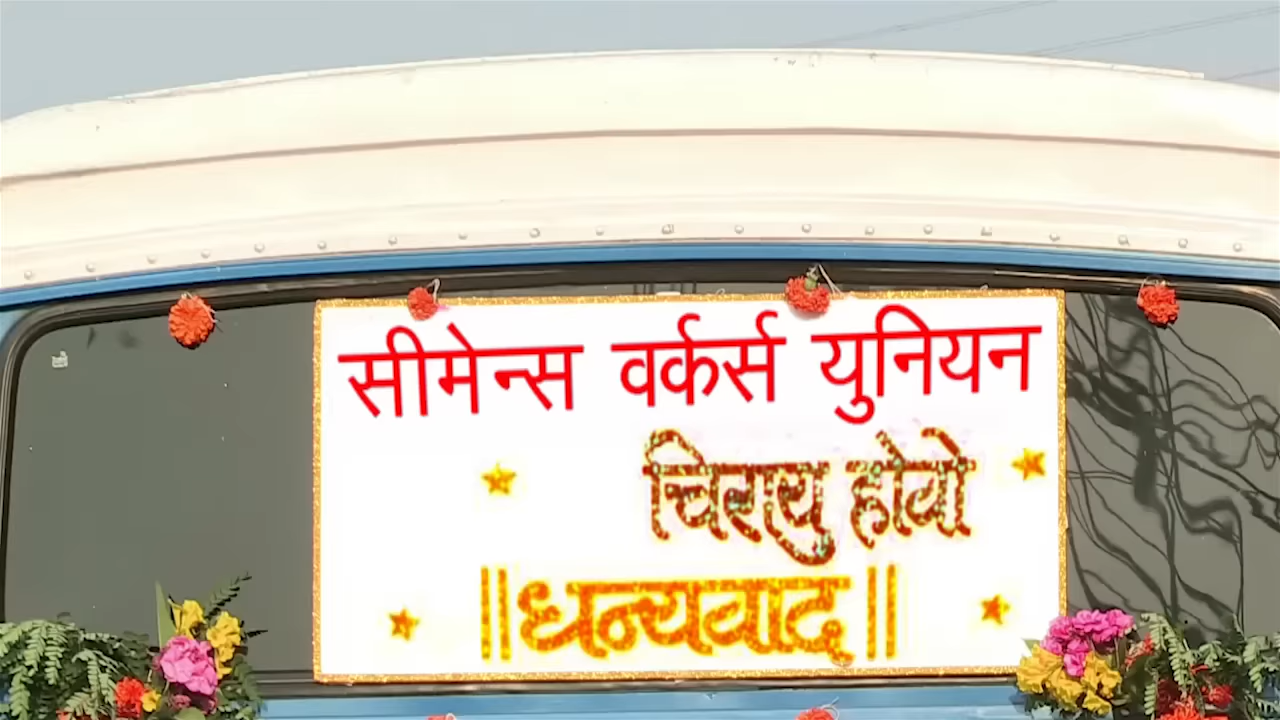 सीमेन्स वर्कर्स युनियन
चिरायु होवो
||धन्यवाद||